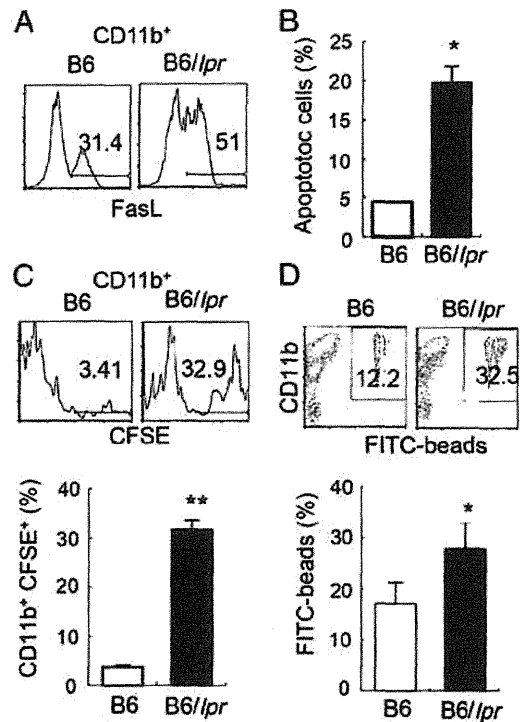 A
CD11b+
B6
B6/lpr
31.4
51
FasL
B
Apoptotoc cells (%)
25
20
15
10
5
0
B6
B6/lpr
*
C
CD11b+
B6
B6/lpr
3.41
32.9
CFSE
CD11b+ CFSE+ (%)
40
30
20
10
0
B6
B6/lpr
**
D
B6
B6/lpr
CD11b
12.2
32.5
FITC-beads
FITC-beads (%)
40
30
20
10
0
B6
B6/lpr
*